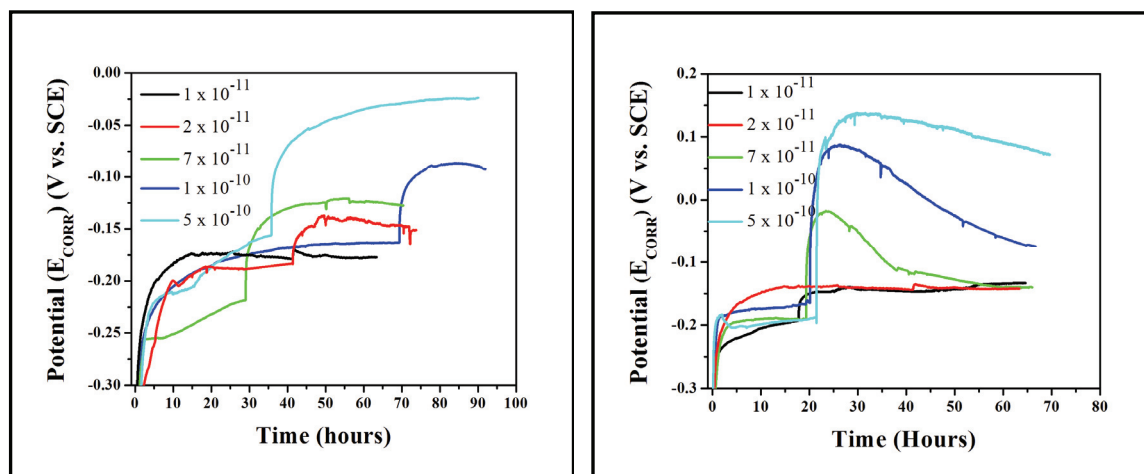 Potential (E_CORR) (V vs. SCE)
0.00
-0.05
-0.10
-0.15
-0.20
-0.25
-0.30
1 x 10^-11
2 x 10^-11
7 x 10^-11
1 x 10^-10
5 x 10^-10
0 10 20 30 40 50 60 70 80 90 100
Time (hours)
Potential (E_CORR) (V vs. SCE)
0.2
0.1
0.0
-0.1
-0.2
-0.3
1 x 10^-11
2 x 10^-11
7 x 10^-11
1 x 10^-10
5 x 10^-10
0 10 20 30 40 50 60 70 80
Time (Hours)